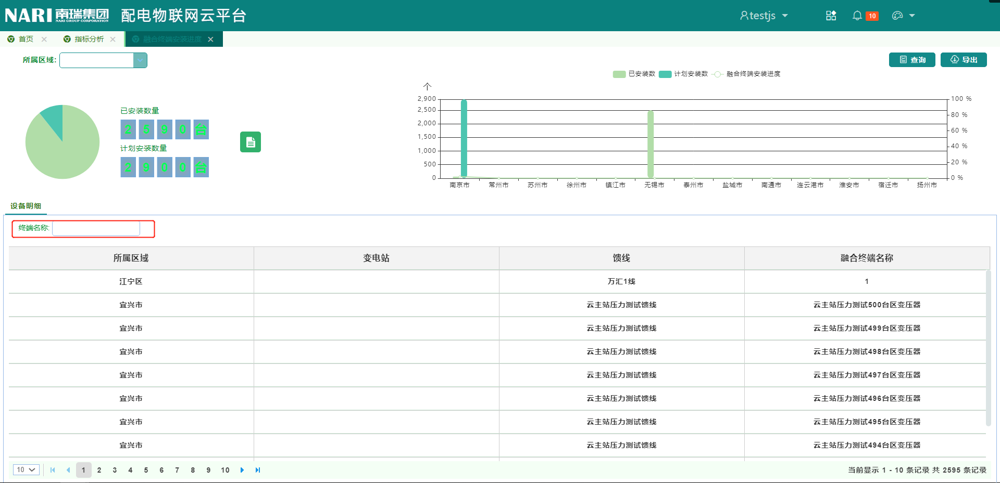 NARI 南瑞集团 NARI GROUP CORPORATION 配电物联网云平台 testjs 10
首页 指标分析 融合终端安装进度
所属区域: 查询 导出
已安装数 计划安装数 融合终端安装进度
个
2,900 100 %
2,500 80 %
2,000 60 %
1,500 40 %
1,000 20 %
500
0 0 %
南京市 常州市 苏州市 徐州市 镇江市 无锡市 泰州市 盐城市 南通市 连云港市 淮安市 宿迁市 扬州市
已安装数量
2590台
计划安装数量
2900台
设备明细
终端名称:
所属区域 变电站 馈线 融合终端名称
江宁区 万汇1线 1
宜兴市 云主站压力测试馈线 云主站压力测试500台区变压器
宜兴市 云主站压力测试馈线 云主站压力测试499台区变压器
宜兴市 云主站压力测试馈线 云主站压力测试498台区变压器
宜兴市 云主站压力测试馈线 云主站压力测试497台区变压器
宜兴市 云主站压力测试馈线 云主站压力测试496台区变压器
宜兴市 云主站压力测试馈线 云主站压力测试495台区变压器
宜兴市 云主站压力测试馈线 云主站压力测试494台区变压器
10 1 2 3 4 5 6 7 8 9 10 当前显示 1 - 10 条记录 共 2595 条记录